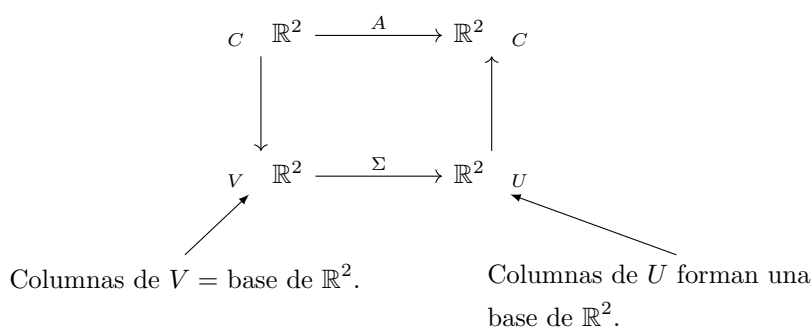 C ℝ² A ℝ² C
V ℝ² Σ ℝ² U
Columnas de V = base de ℝ².
Columnas de U forman una
base de ℝ².